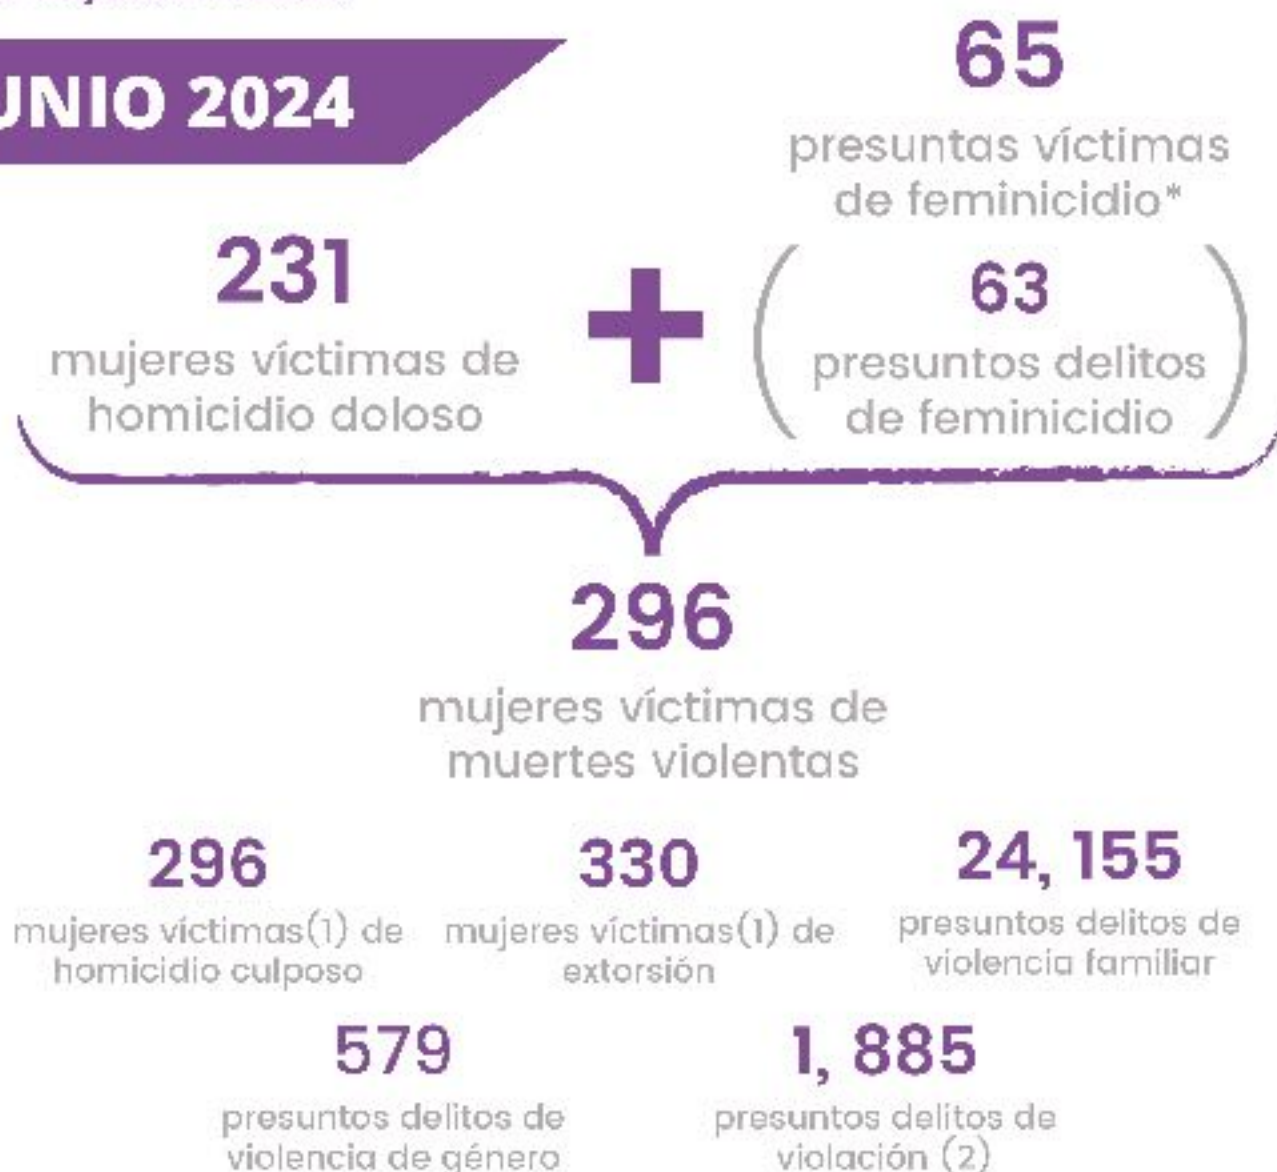 UNIO 2024
65
presuntas víctimas
de feminicidio*
231
mujeres víctimas de
homicidio doloso
+
63
presuntos delitos
de feminicidio
296
mujeres víctimas de
muertes violentas
296
mujeres víctimas(1) de
homicidio culposo
330
mujeres víctimas(1) de
extorsión
24, 155
presuntos delitos de
violencia familiar
579
presuntos delitos de
violencia de género
1, 885
presuntos delitos de
violación (2)